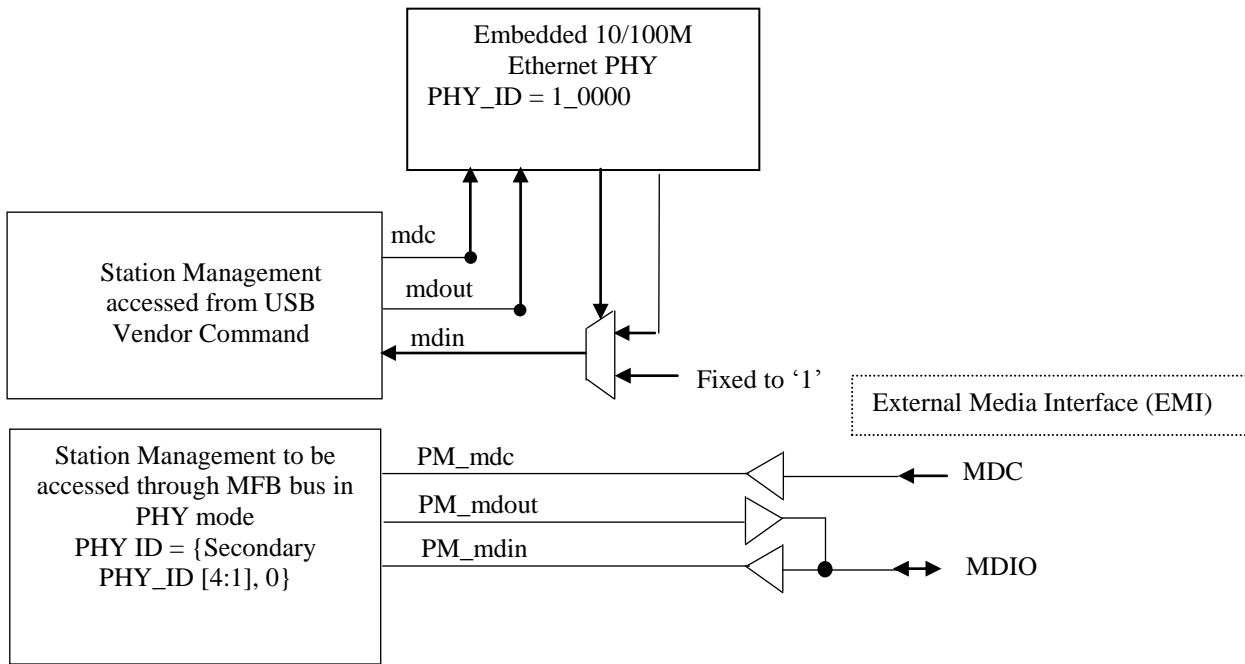 Embedded 10/100M
Ethernet PHY
PHY_ID = 1_0000
mdc
Station Management
accessed from USB
Vendor Command
mdout
mdin
Fixed to ‘1’
External Media Interface (EMI)
Station Management to be
accessed through MFB bus in
PHY mode
PHY ID = {Secondary
PHY_ID [4:1], 0}
PM_mdc
MDC
PM_mdout
PM_mdin
MDIO